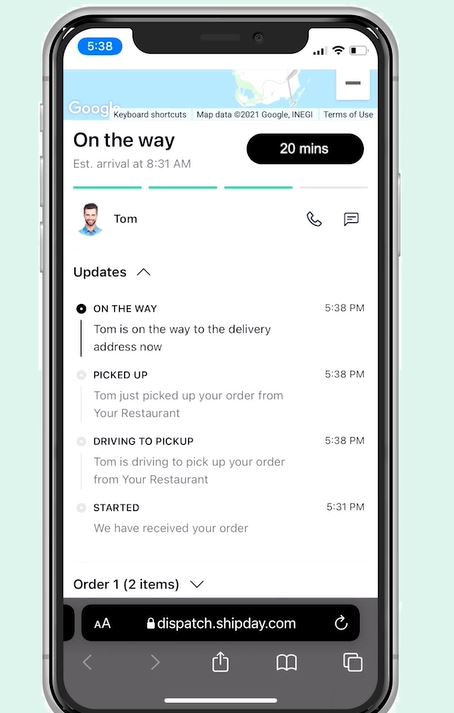 5:38
Google
Keyboard shortcuts Map data ©2021 Google, INEGI Terms of Use
On the way
20 mins
Est. arrival at 8:31 AM
Tom
Updates
ON THE WAY 5:38 PM
Tom is on the way to the delivery
address now
PICKED UP 5:38 PM
Tom just picked up your order from
Your Restaurant
DRIVING TO PICKUP 5:38 PM
Tom is driving to pick up your order
from Your Restaurant
STARTED 5:31 PM
We have received your order
Order 1 (2 items)
AA dispatch.shipday.com